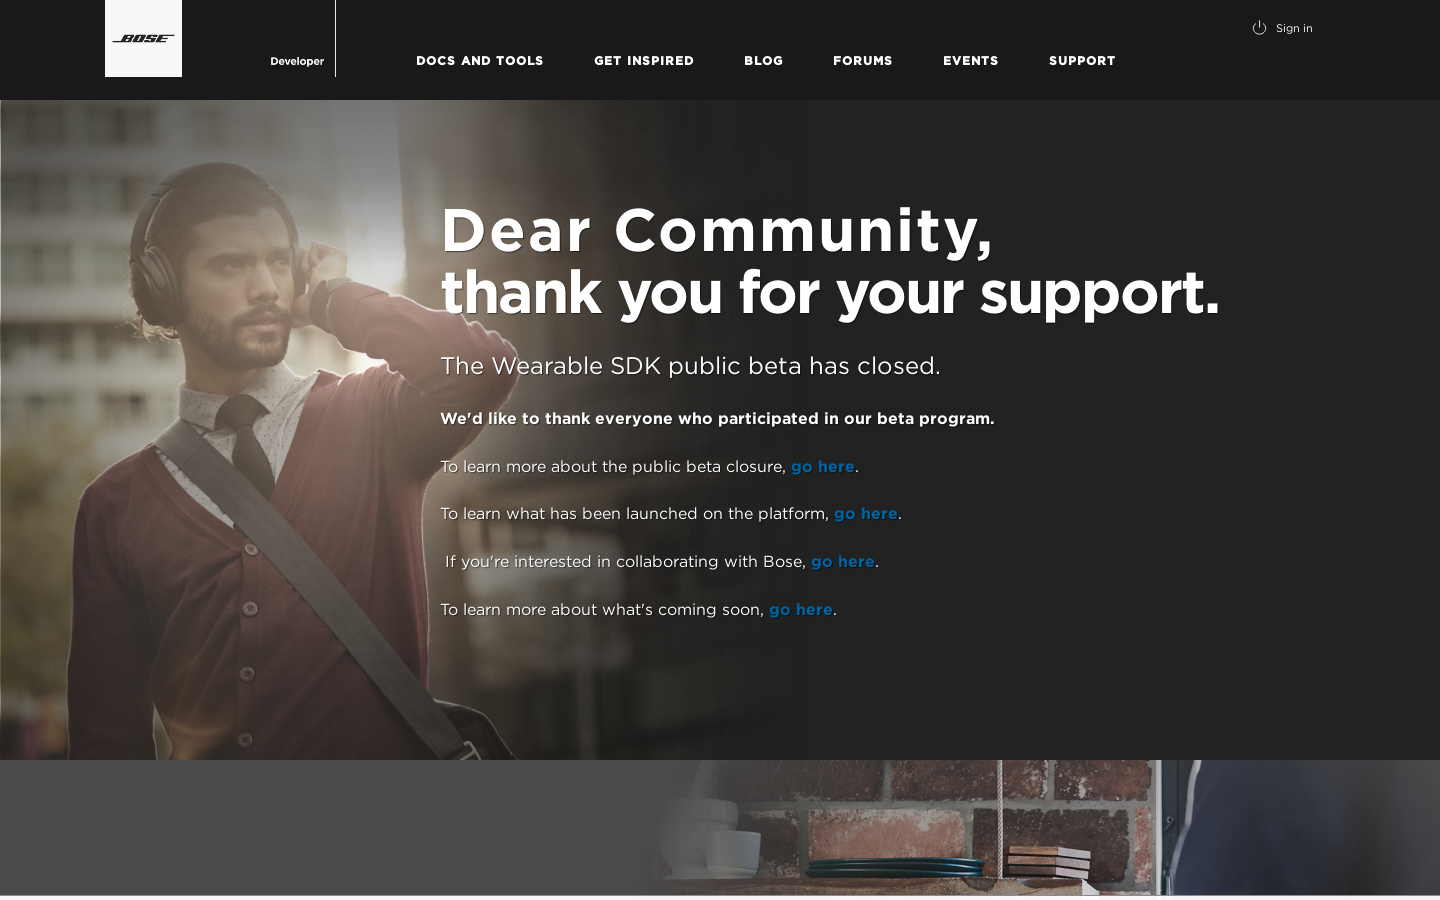 BOSE
Sign in
Developer
DOCS AND TOOLS
GET INSPIRED
BLOG
FORUMS
EVENTS
SUPPORT
Dear Community,
thank you for your support.
The Wearable SDK public beta has closed.
We'd like to thank everyone who participated in our beta program.
To learn more about the public beta closure, go here.
To learn what has been launched on the platform, go here.
If you're interested in collaborating with Bose, go here.
To learn more about what's coming soon, go here.